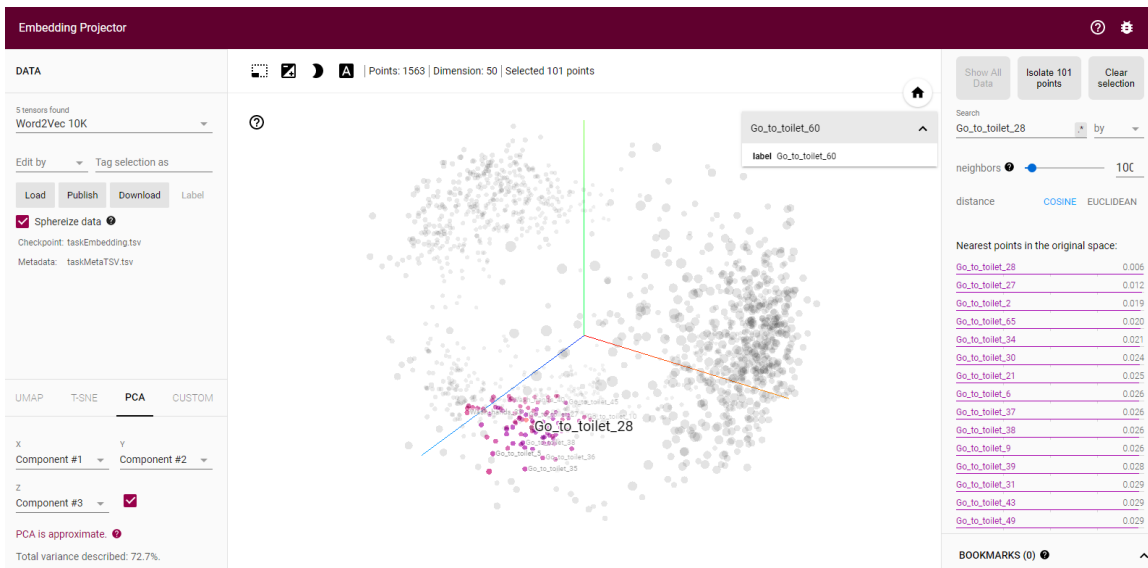 Embedding Projector
DATA
5 tensors found
Word2Vec 10K
Edit by
Tag selection as
Load
Publish
Download
Label
Sphereize data
Checkpoint: taskEmbedding.tsv
Metadata: taskMetaTSV.tsv
UMAP
T-SNE
PCA
CUSTOM
X
Component #1
Y
Component #2
Z
Component #3
PCA is approximate.
Total variance described: 72.7%.
A
Points: 1563 | Dimension: 50 | Selected 101 points
Go_to_toilet_60
label Go_to_toilet_60
Go_to_toilet_28
Go_to_toilet_36
Go_to_toilet_35
Show All Data
Isolate 101 points
Clear selection
Search
Go_to_toilet_28
.*
by
neighbors
100
distance
COSINE
EUCLIDEAN
Nearest points in the original space:
Go_to_toilet_28 0.006
Go_to_toilet_27 0.012
Go_to_toilet_2 0.019
Go_to_toilet_65 0.020
Go_to_toilet_34 0.021
Go_to_toilet_30 0.024
Go_to_toilet_21 0.025
Go_to_toilet_6 0.026
Go_to_toilet_37 0.026
Go_to_toilet_38 0.026
Go_to_toilet_9 0.026
Go_to_toilet_39 0.028
Go_to_toilet_31 0.029
Go_to_toilet_43 0.029
Go_to_toilet_49 0.029
BOOKMARKS (0)